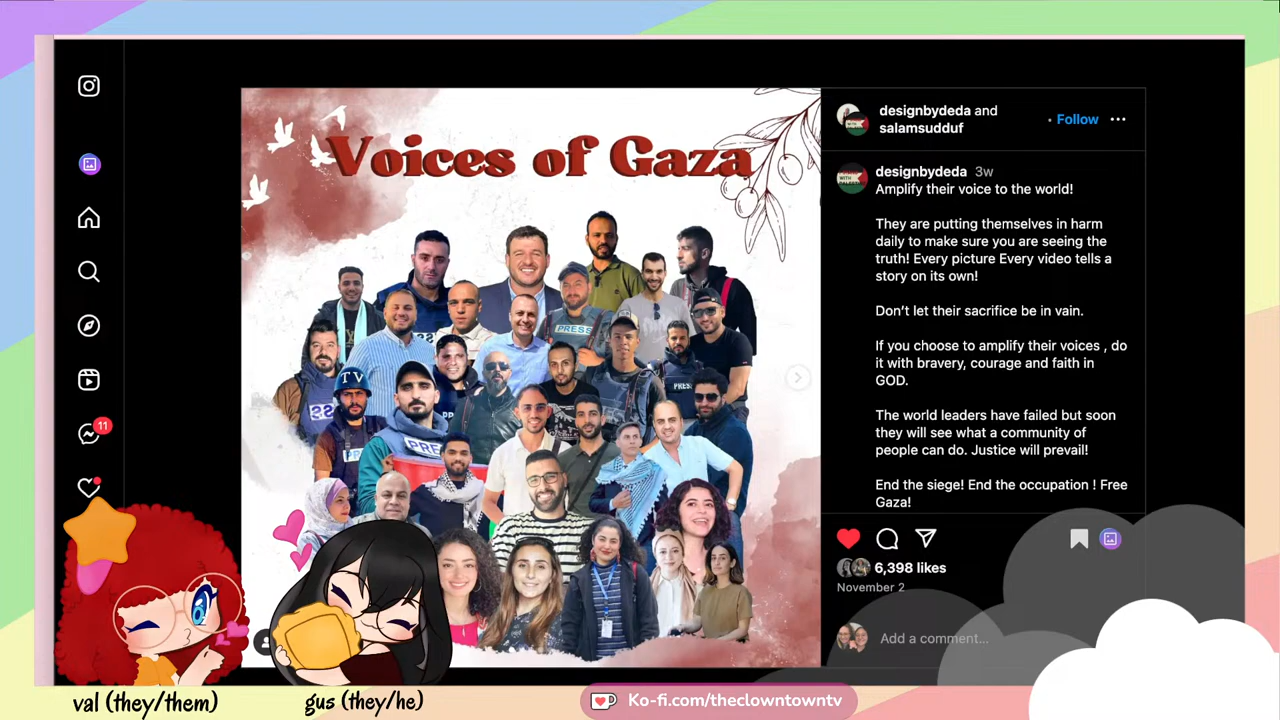 Voices of Gaza
PRESS
PRESS
TV
PRE
PRESS
designbydeda and
salamsudduf
• Follow
designbydeda 3w
Amplify their voice to the world!
They are putting themselves in harm
daily to make sure you are seeing the
truth! Every picture Every video tells a
story on its own!
Don't let their sacrifice be in vain.
If you choose to amplify their voices , do
it with bravery, courage and faith in
GOD.
The world leaders have failed but soon
they will see what a community of
people can do. Justice will prevail!
End the siege! End the occupation ! Free
Gaza!
6,398 likes
November 2
Add a comment...
11
val (they/them)
gus (they/he)
Ko-fi.com/theclowntowntv